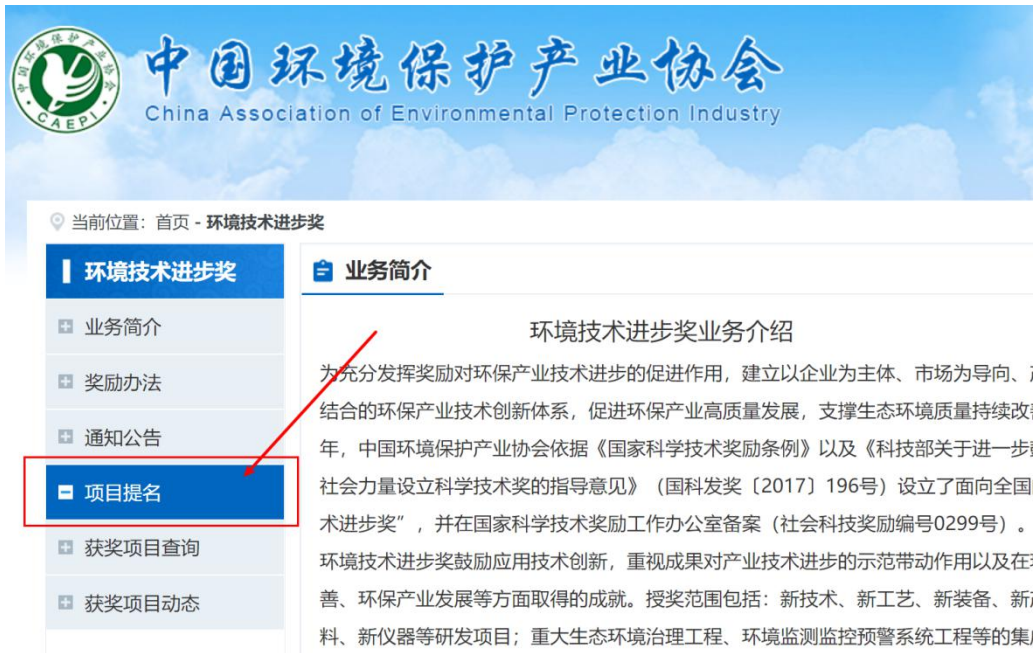 中国环境保护产业协会
CAEPI
中国环境保护产业协会
China Association of Environmental Protection Industry
当前位置：首页 - 环境技术进步奖
环境技术进步奖
业务简介
奖励办法
通知公告
项目提名
获奖项目查询
获奖项目动态
业务简介
环境技术进步奖业务介绍
为充分发挥奖励对环保产业技术进步的促进作用，建立以企业为主体、市场为导向、
结合的环保产业技术创新体系，促进环保产业高质量发展，支撑生态环境质量持续改
年，中国环境保护产业协会依据《国家科学技术奖励条例》以及《科技部关于进一步
社会力量设立科学技术奖的指导意见》（国科发奖〔2017〕196号）设立了面向全国
术进步奖”，并在国家科学技术奖励工作办公室备案（社会科技奖励编号0299号）。
环境技术进步奖鼓励应用技术创新，重视成果对产业技术进步的示范带动作用以及在
善、环保产业发展等方面取得的成就。授奖范围包括：新技术、新工艺、新装备、新
料、新仪器等研发项目；重大生态环境治理工程、环境监测监控预警系统工程等的集